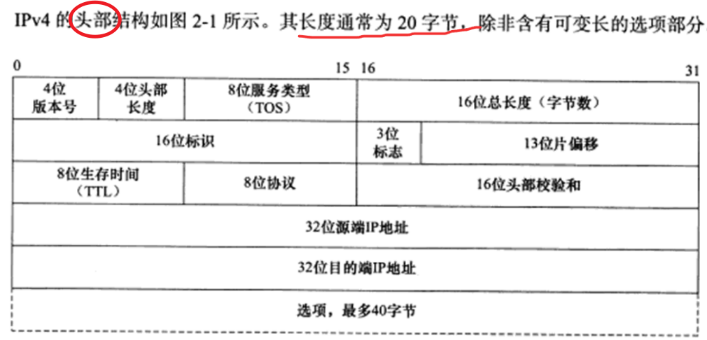 IPv4 的头部结构如图 2-1 所示。其长度通常为 20 字节，除非含有可变长的选项部分
0 15 16 31
4位 4位头部 8位服务类型 16位总长度（字节数）
版本号 长度 （TOS）
16位标识 3位 13位片偏移
标志
8位生存时间 8位协议 16位头部校验和
（TTL）
32位源端IP地址
32位目的端IP地址
选项，最多40字节